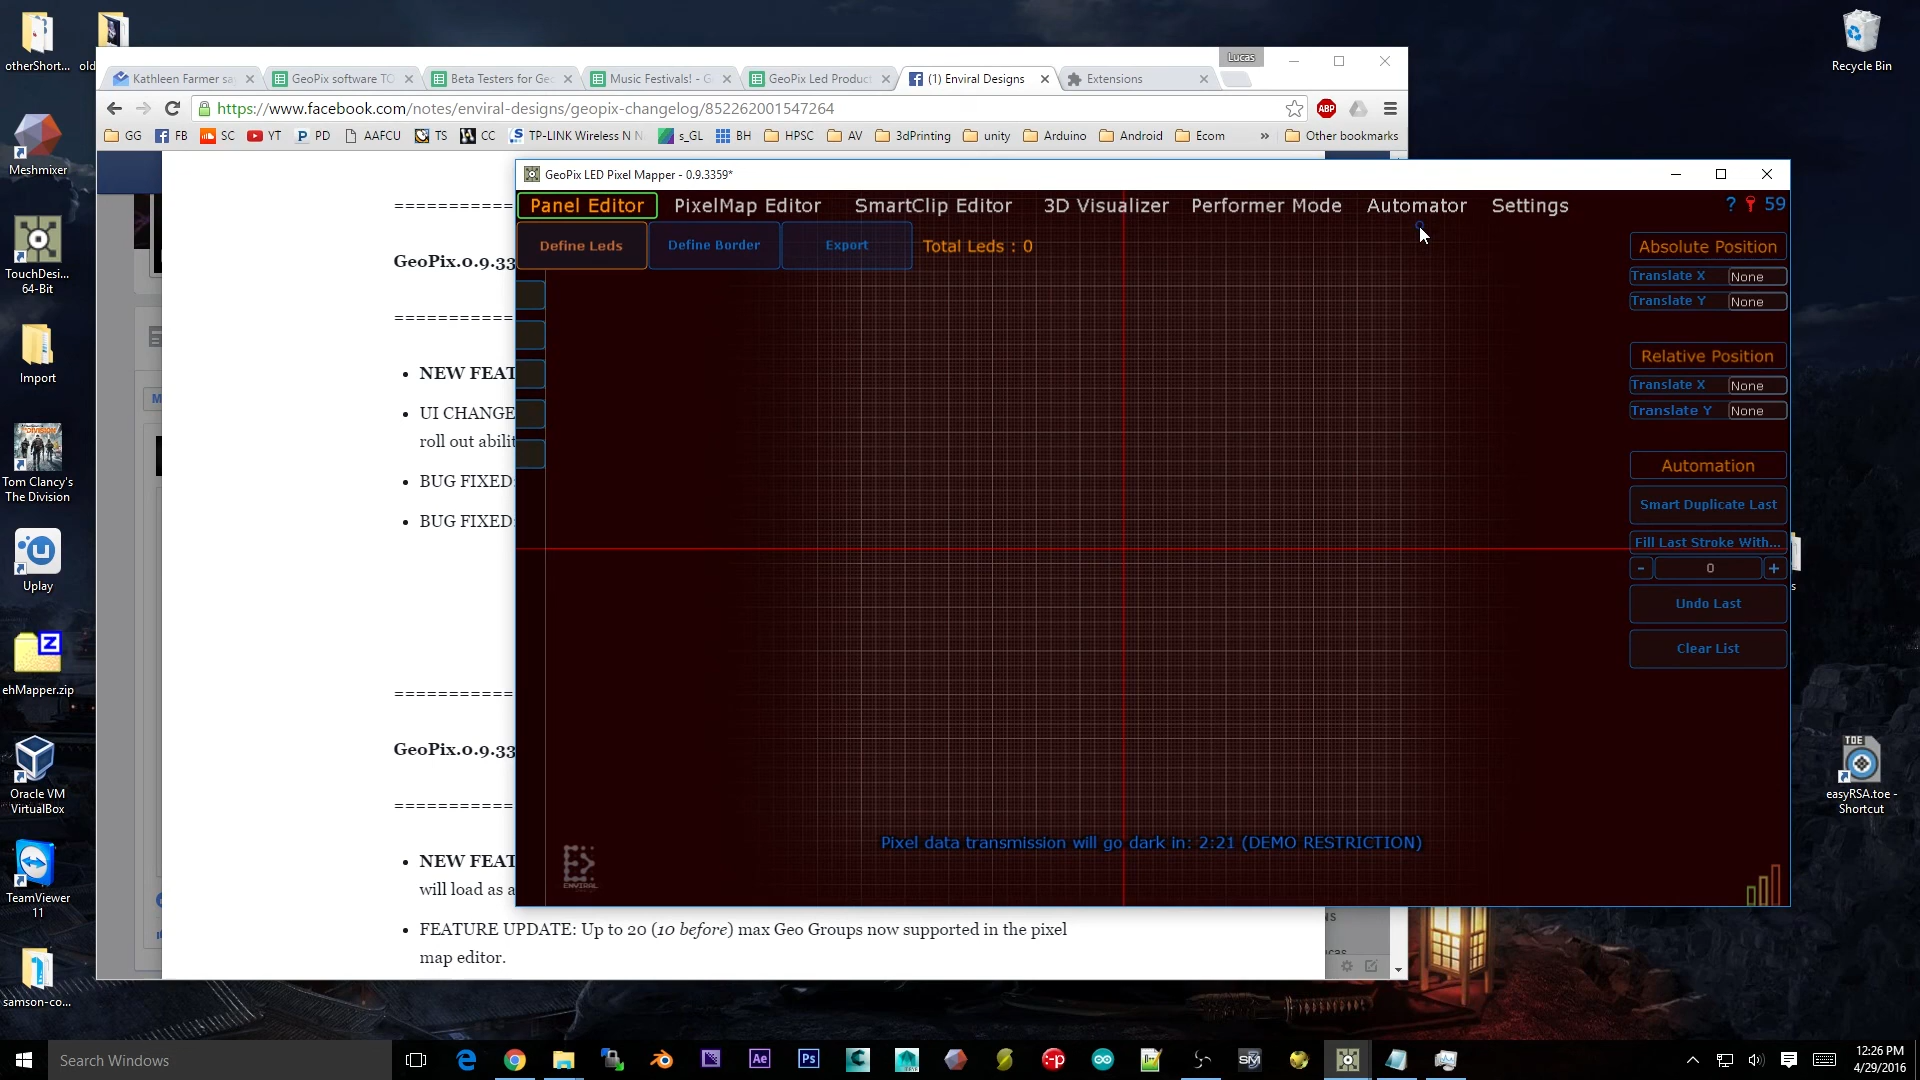 otherShort...
old
Recycle Bin
Meshmixer
TouchDesi...
64-Bit
Import
Tom Clancy's
The Division
Uplay
ehMapper.zip
Oracle VM
VirtualBox
TeamViewer
11
samson-co...
TOE
easyRSA.toe -
Shortcut
Lucas
Kathleen Farmer sa
GeoPix software TO
Beta Testers for Geo
Music Festivals! - G
GeoPix Led Product
(1) Enviral Designs
Extensions
https://www.facebook.com/notes/enviral-designs/geopix-changelog/852262001547264
ABP
GG
FB
SC
YT
PD
AAFCU
TS
CC
TP-LINK Wireless N N
s_GL
BH
HPSC
AV
3dPrinting
unity
Arduino
Android
Ecom
»
Other bookmarks
============
GeoPix.0.9.33
============
• NEW FEAT
• UI CHANGE
roll out abilit
• BUG FIXED:
• BUG FIXED:
============
GeoPix.0.9.33
============
• NEW FEAT
will load as a
• FEATURE UPDATE: Up to 20 (10 before) max Geo Groups now supported in the pixel
map editor.
GeoPix LED Pixel Mapper - 0.9.3359*
Panel Editor
PixelMap Editor
SmartClip Editor
3D Visualizer
Performer Mode
Automator
Settings
? 59
Define Leds
Define Border
Export
Total Leds : 0
Absolute Position
Translate X None
Translate Y None
Relative Position
Translate X None
Translate Y None
Automation
Smart Duplicate Last
Fill Last Stroke With...
- 0 +
Undo Last
Clear List
Pixel data transmission will go dark in: 2:21 (DEMO RESTRICTION)
ENVIRAL
Search Windows
12:26 PM
4/29/2016